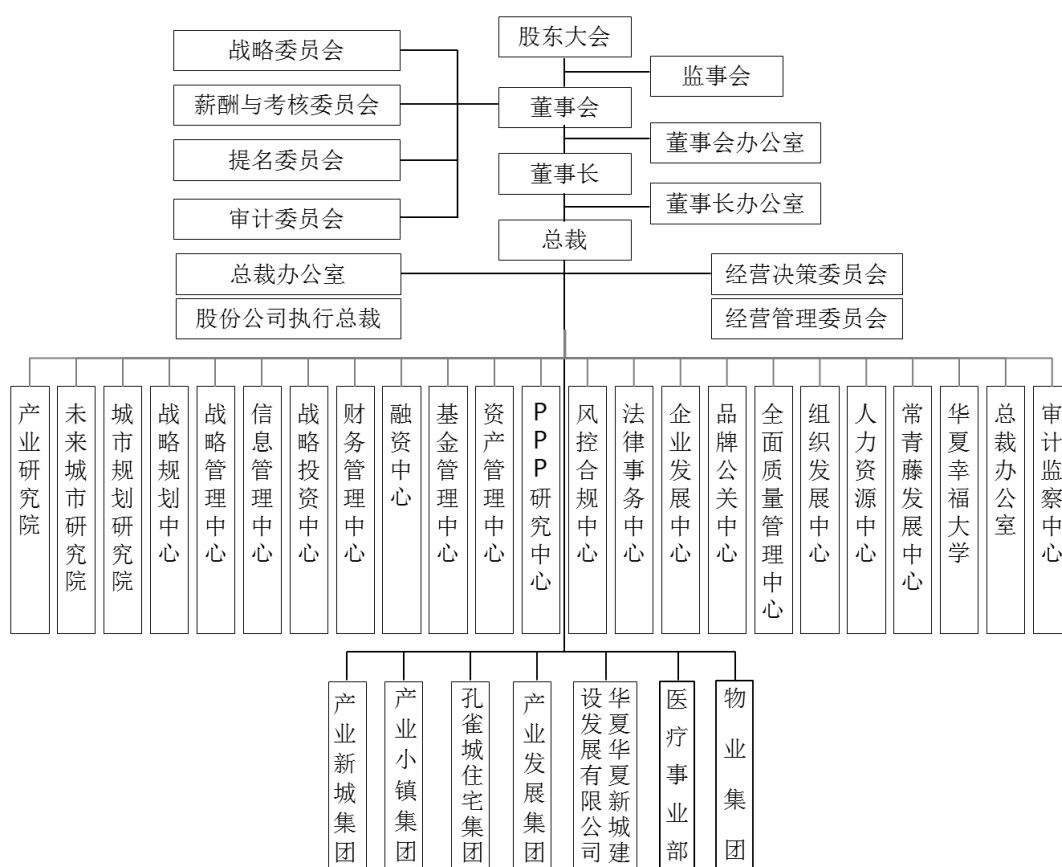 股东大会
监事会
战略委员会
薪酬与考核委员会
提名委员会
审计委员会
董事会
董事会办公室
董事长
董事长办公室
总裁
总裁办公室
经营决策委员会
股份公司执行总裁
经营管理委员会
产业研究院
未来城市研究院
城市规划研究院
战略规划中心
战略管理中心
信息管理中心
战略投资中心
财务管理中心
融资中心
基金管理中心
资产管理中心
PPP研究中心
风控合规中心
法律事务中心
企业发展中心
品牌公关中心
全面质量管理中心
组织发展中心
人力资源中心
常青藤发展中心
华夏幸福大学
总裁办公室
审计监察中心
产业新城集团
产业小镇集团
孔雀城住宅集团
产业发展集团
华夏华夏新城建
设发展有限公司
医疗事业部
物业集团